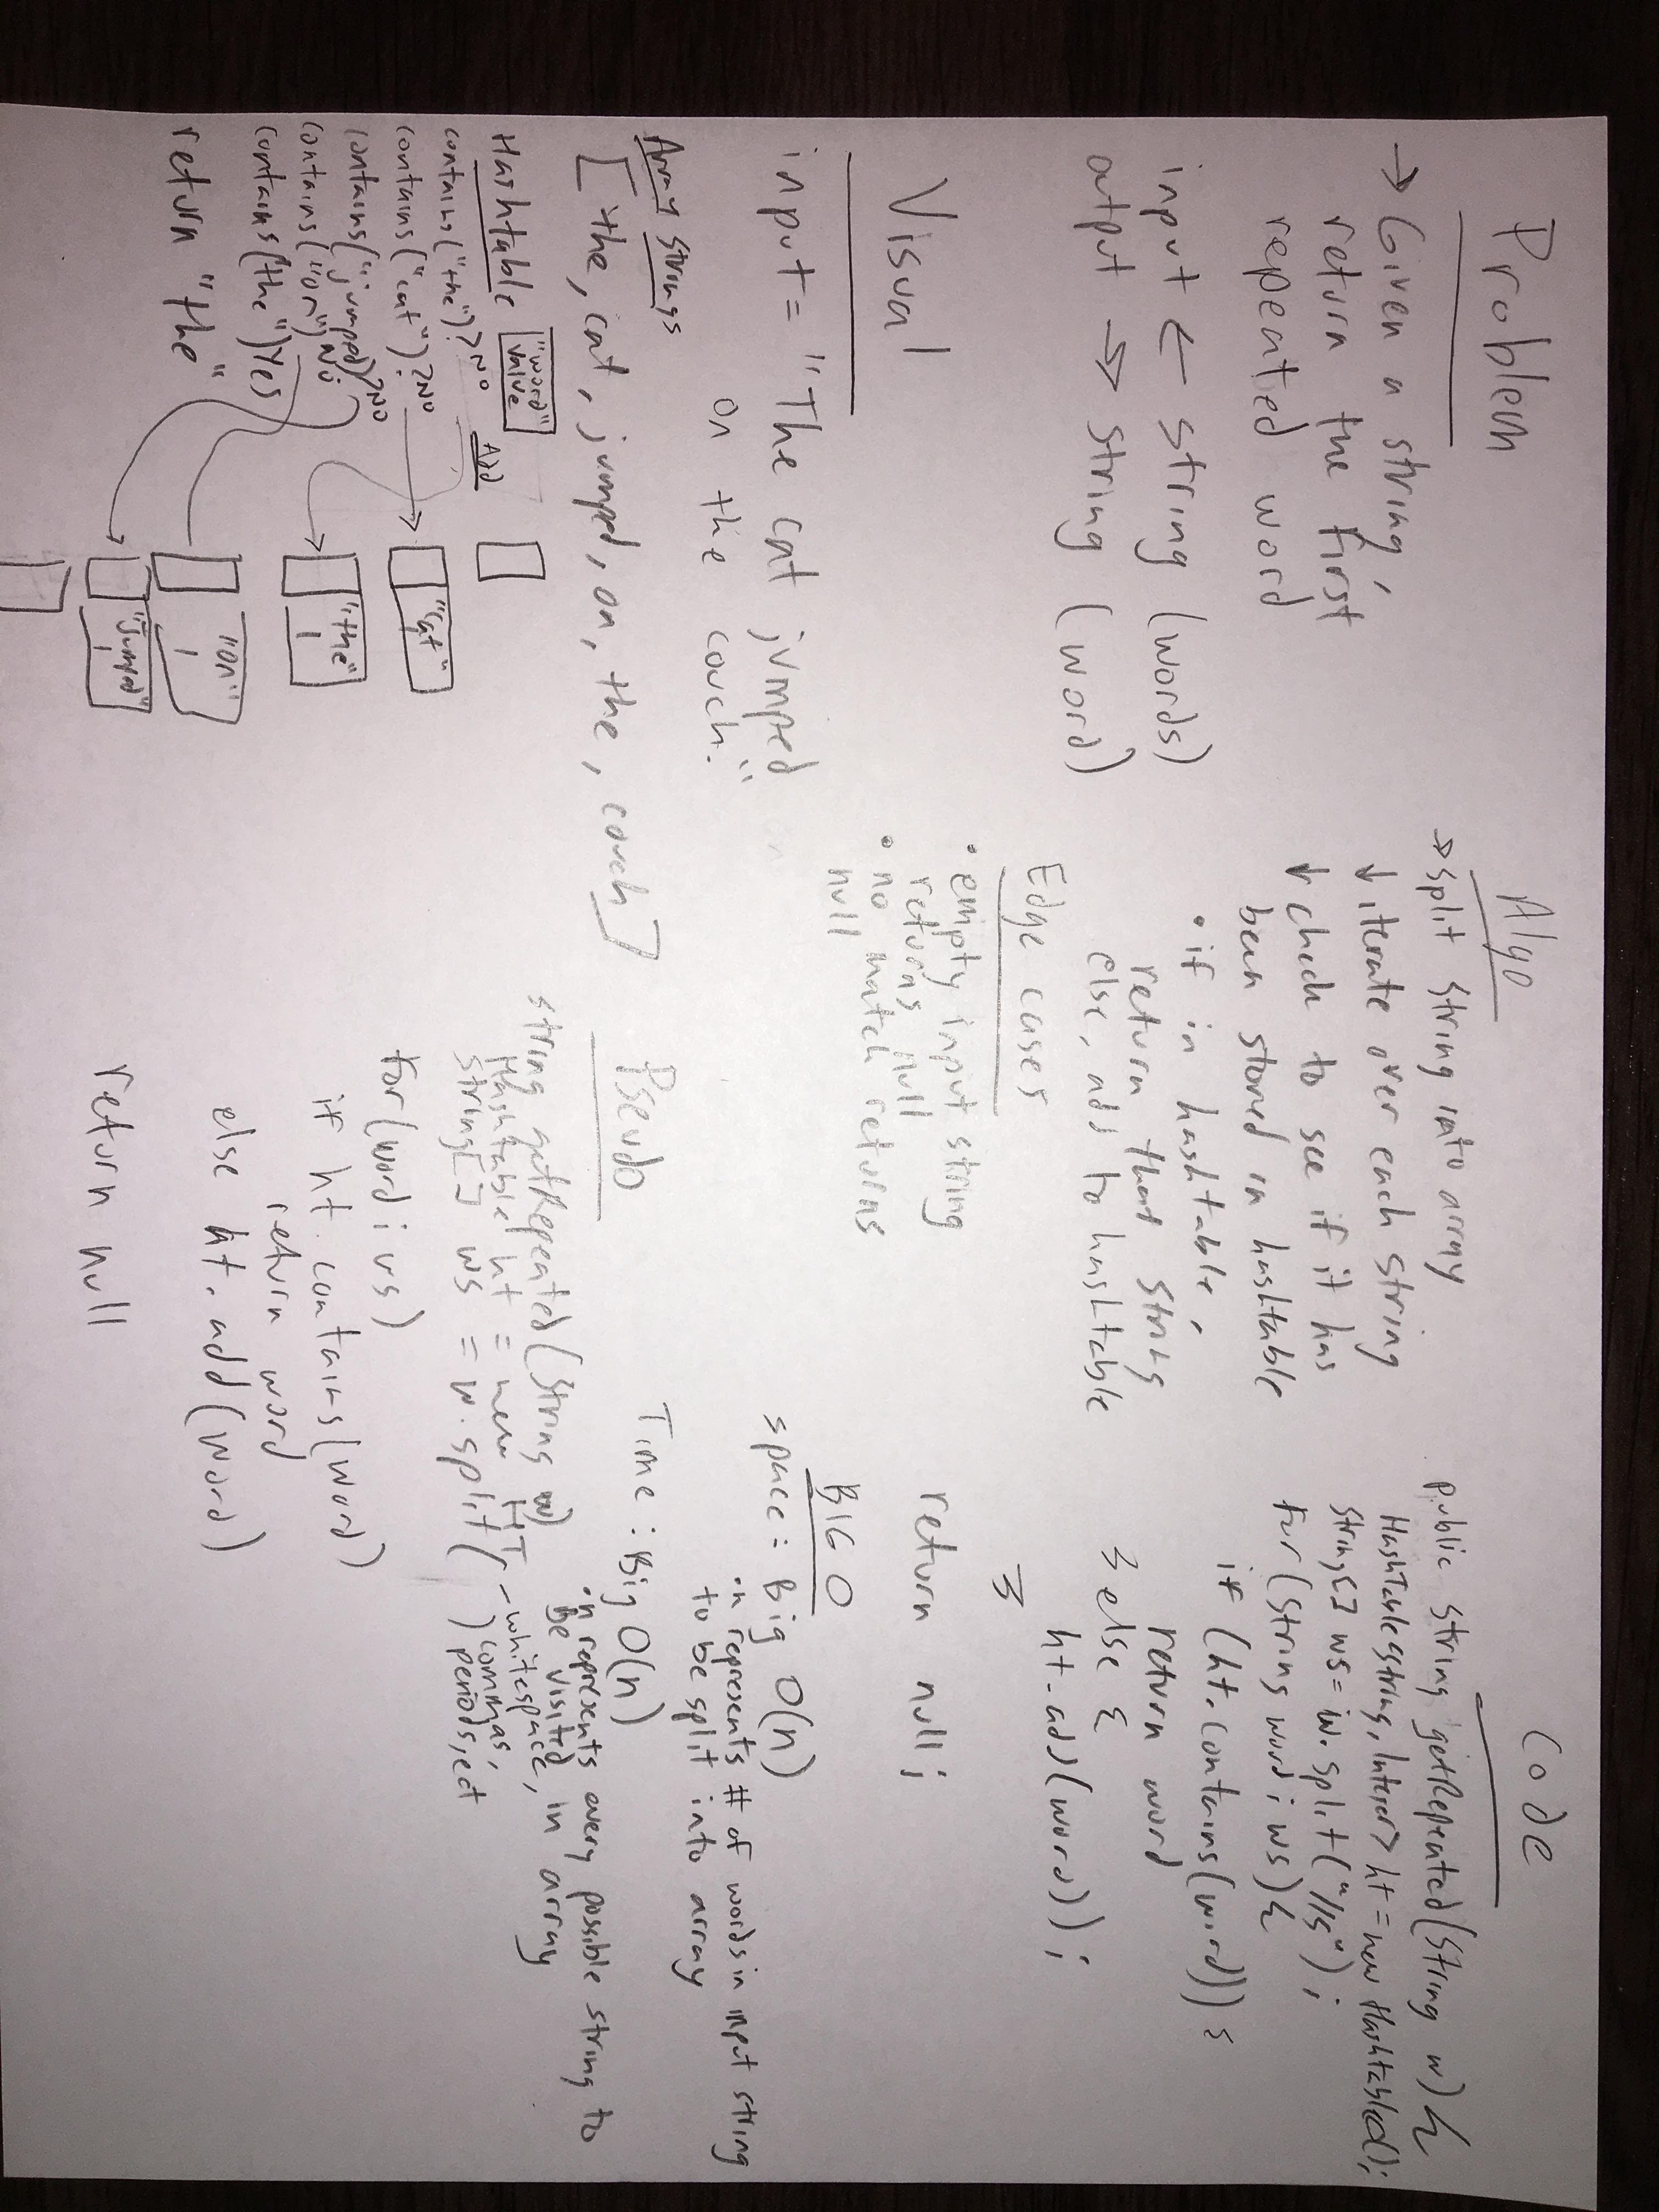 Problem
→ Given a string,
return the first
repeated word
input ← string (words)
output → string (word)
Visual
input = "The cat jumped
on the couch."
Array Strings
[the, cat, jumped, on, the, couch]
Hashtable
"word"
value
Add
contains("the")?NO
contains("cat")?NO
contains("jumped)?NO
contains("on")NO
contains(the")Yes
return "the"
"cat"
"the"
1
"on"
1
"Jumped"
1
Algo
→ split string into array
↓ iterate over each string
↓ check to see if it has
been stored in hashtable
• if in hashtable,
return that string
else, add to hashtable
Edge cases
• empty input string
returns null
• no match returns
null
Pseudo
string getRepeated(String w)
Hashtable ht = new HT
String[] ws = w.split( )
- whitespace,
commas,
periods, ect
for(word : ws)
if ht.contains(word)
return word
else ht.add(word)
return null
Code
public string getRepeated(String w){
HashTable<String, Integer> ht = new Hashtable();
String[] ws = w.split("//s");
for(String word : ws){
if (ht.contains(word)){
return word
} else {
ht.add(word);
}
return null;
BIG O
space: Big O(n)
• n represents # of words in input string
to be split into array
Time: Big O(n)
• n represents every possible string to
be visited in array